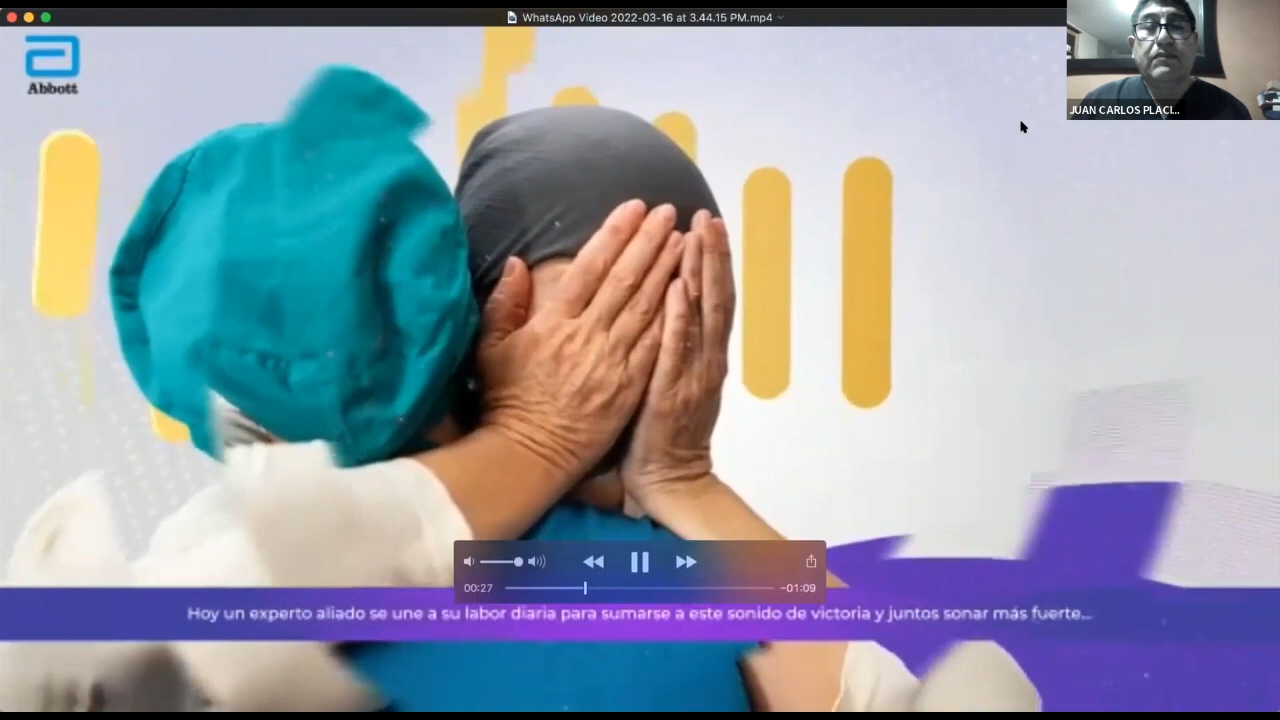 WhatsApp Video 2022-03-16 at 3.44.15 PM.mp4
Abbott
JUAN CARLOS PLACI...
00:27
-01:09
Hoy un experto aliado se une a su labor diaria para sumarse a este sonido de victoria y juntos sonar más fuerte...